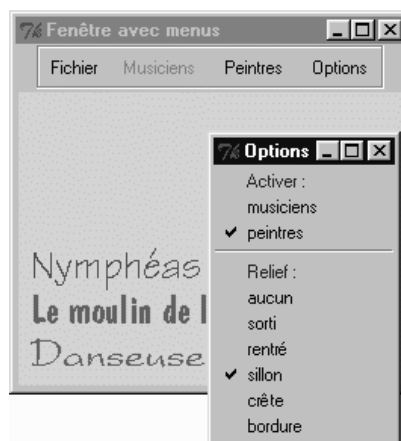 Fenêtre avec menus
Fichier Musiciens Peintres Options
Options
Activer :
musiciens
peintres
Relief :
aucun
sorti
rentré
sillon
crête
bordure
Nymphéas
Le moulin de l
Danseuse